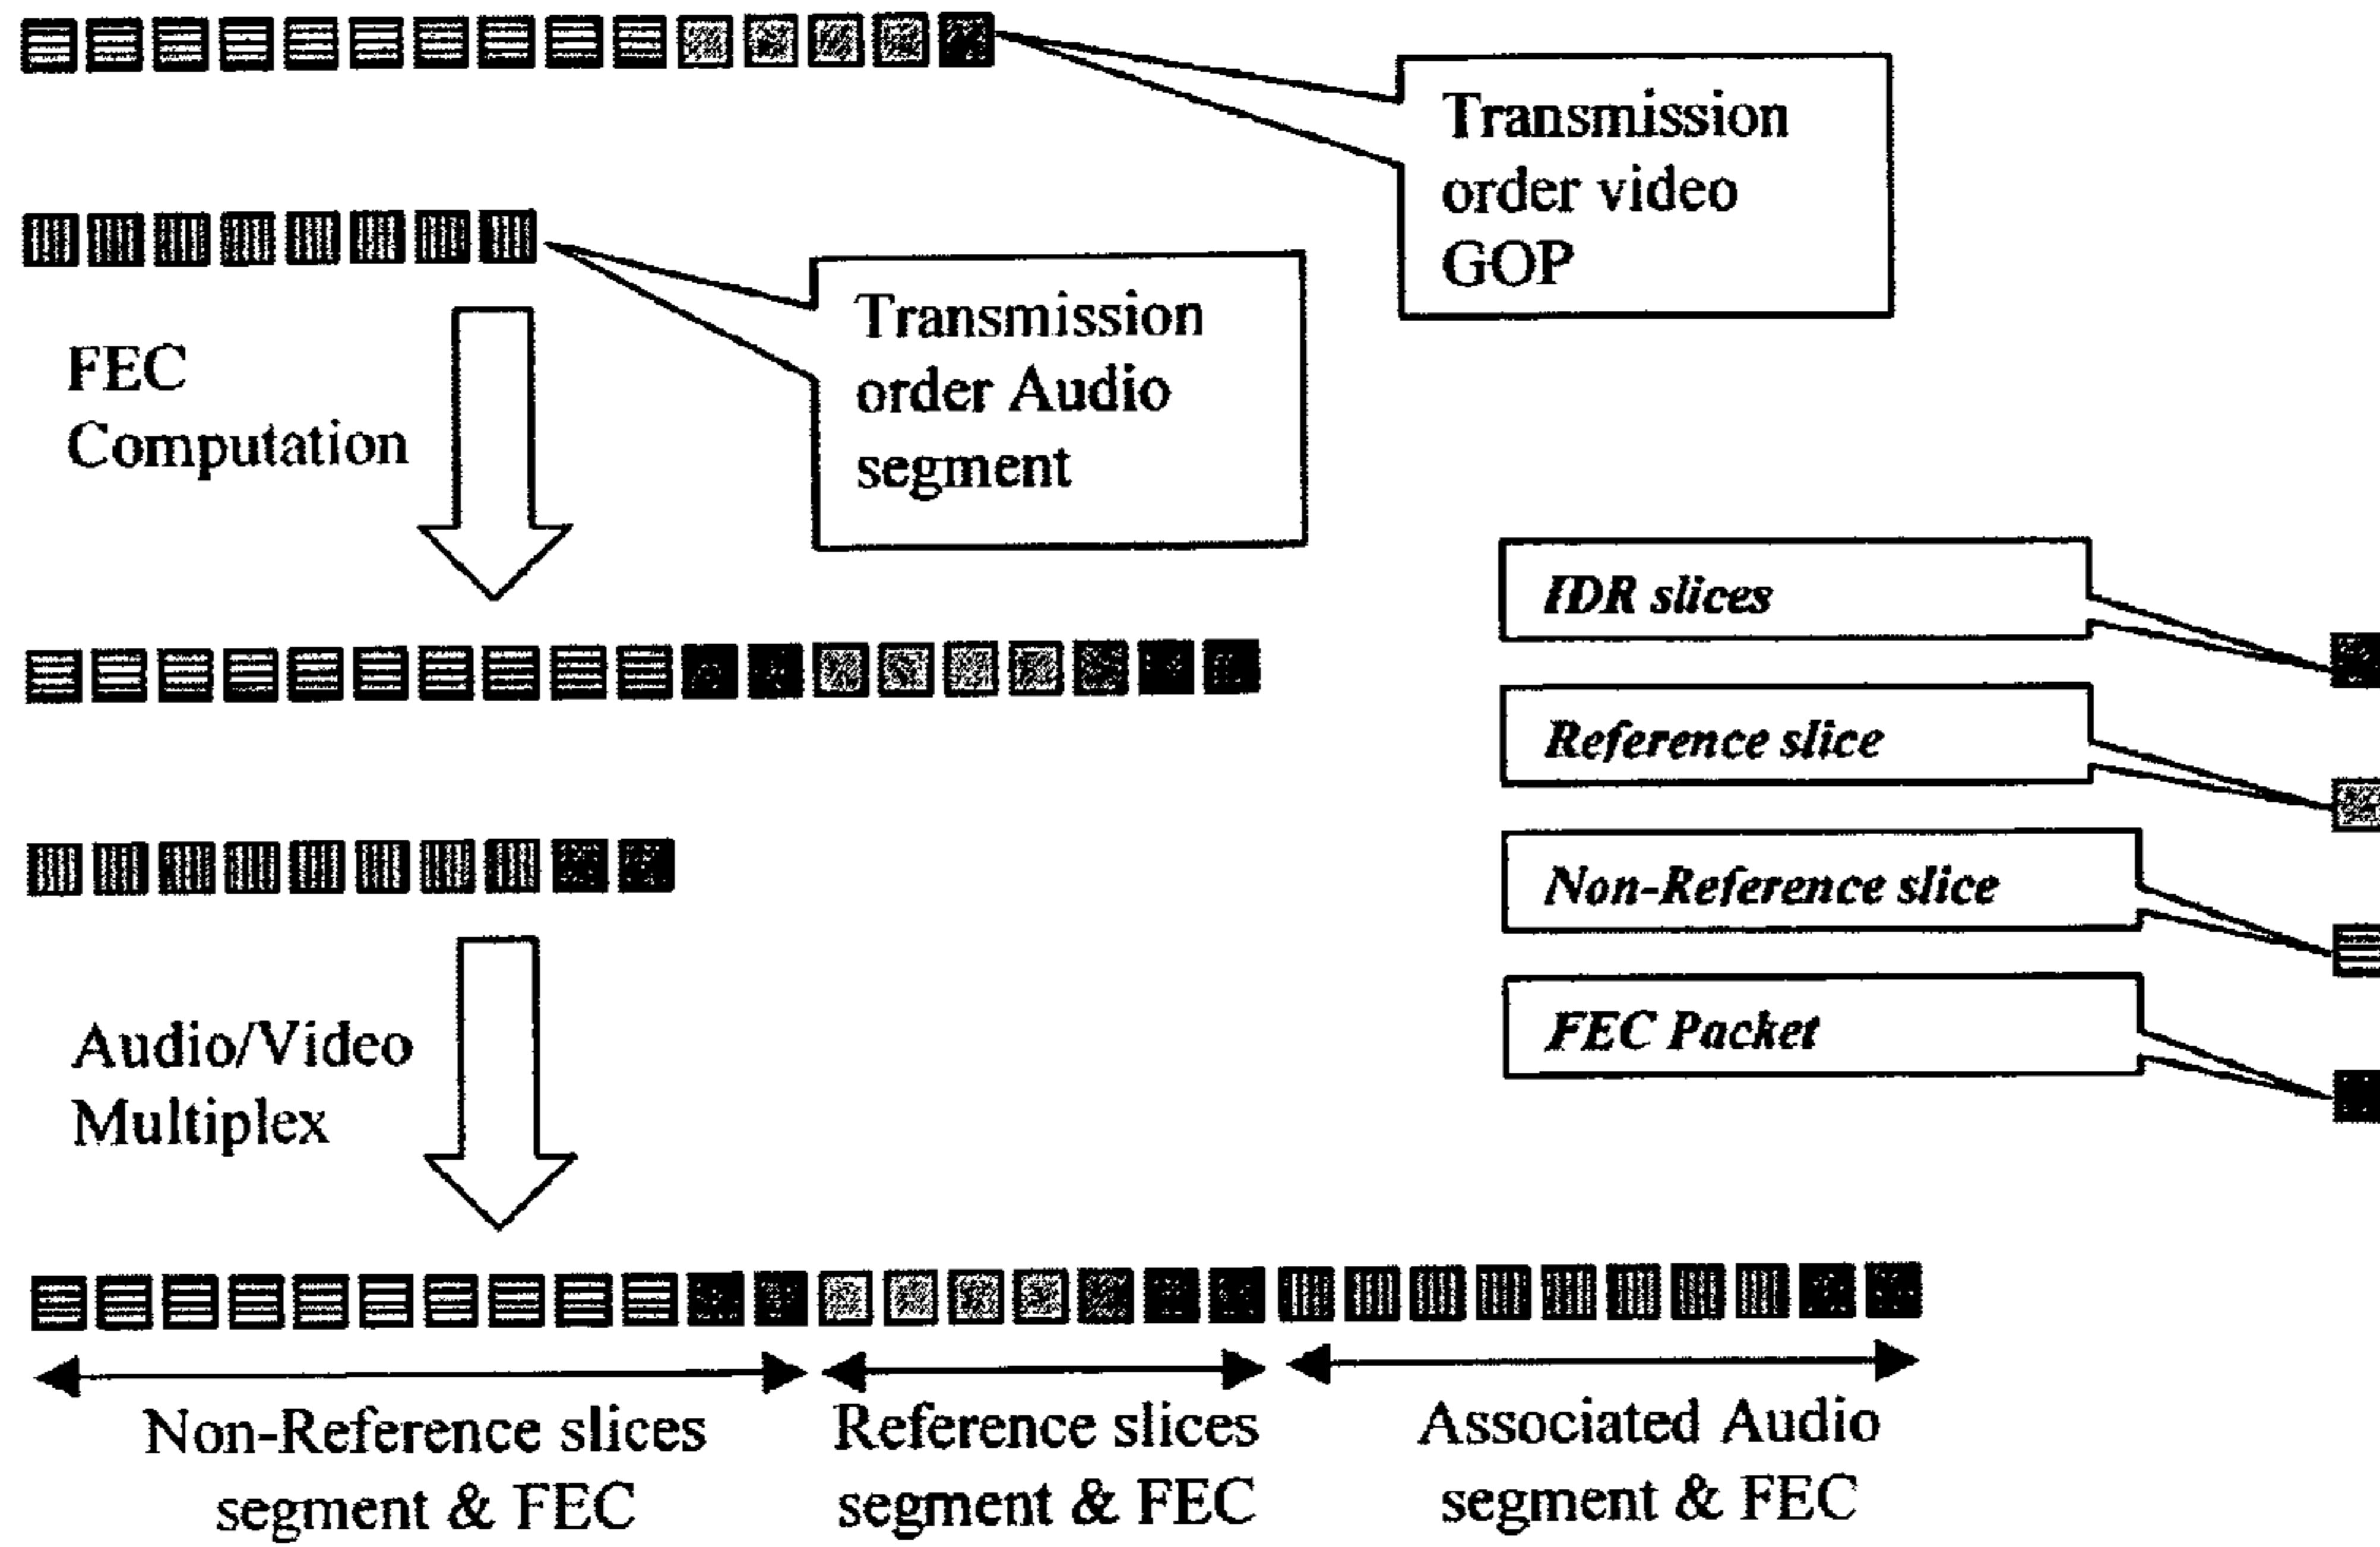 Transmission
order video
GOP
Transmission
order Audio
segment
FEC
Computation
IDR slices
Reference slice
Non-Reference slice
FEC Packet
Audio/Video
Multiplex
Non-Reference slices
segment & FEC
Reference slices
segment & FEC
Associated Audio
segment & FEC